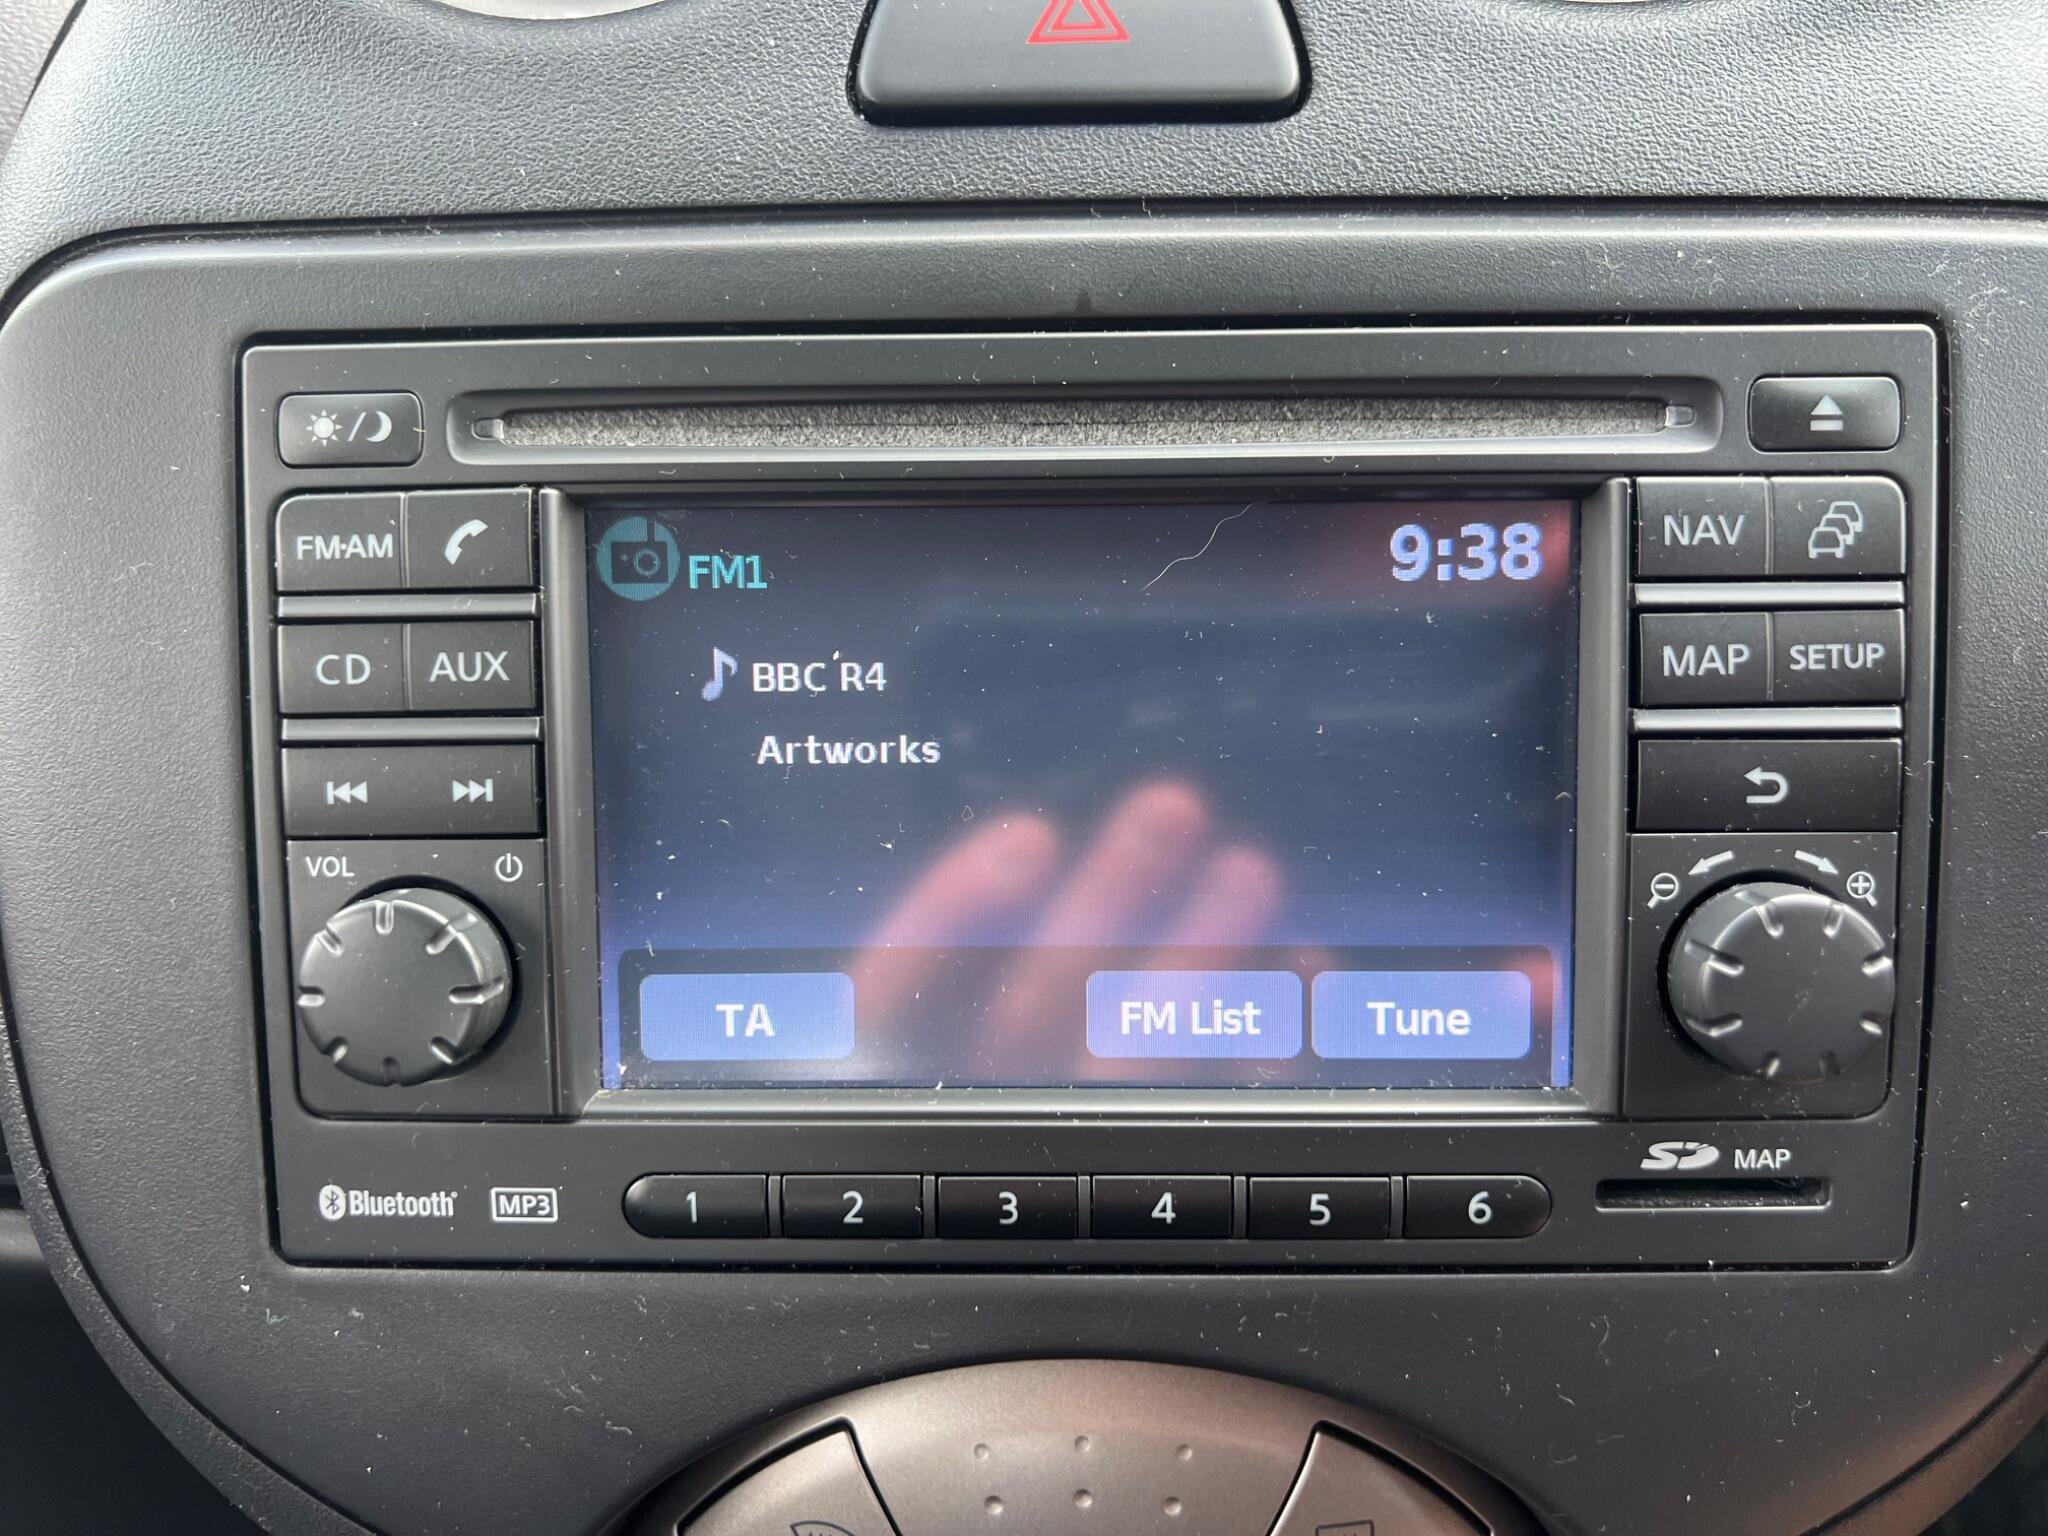 FM1
9:38
BBC R4
Artworks
TA
FM List
Tune
FM·AM
CD
AUX
VOL
NAV
MAP
SETUP
Bluetooth
MP3
1
2
3
4
5
6
SD MAP